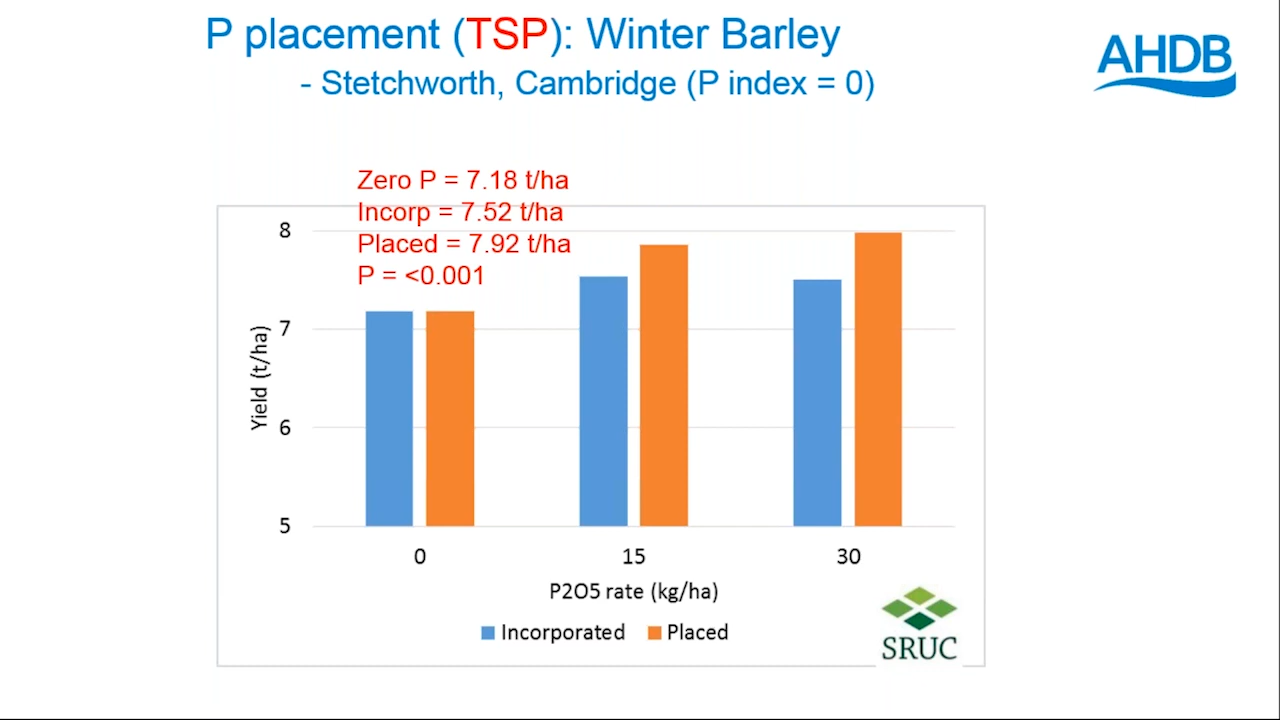 P placement (TSP): Winter Barley
- Stetchworth, Cambridge (P index = 0)
AHDB
Zero P = 7.18 t/ha
Incorp = 7.52 t/ha
Placed = 7.92 t/ha
P = <0.001
8
7
6
5
Yield (t/ha)
0 15 30
P2O5 rate (kg/ha)
Incorporated Placed
SRUC